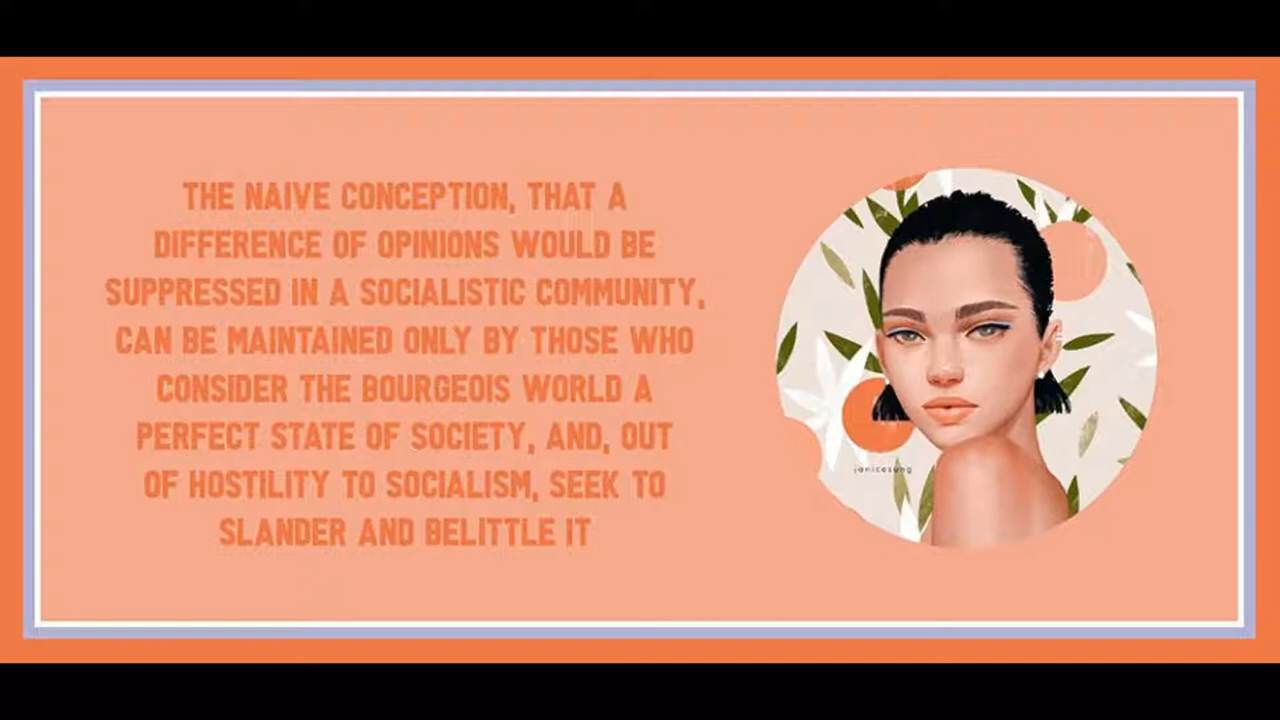 THE NAIVE CONCEPTION, THAT A
DIFFERENCE OF OPINIONS WOULD BE
SUPPRESSED IN A SOCIALISTIC COMMUNITY,
CAN BE MAINTAINED ONLY BY THOSE WHO
CONSIDER THE BOURGEOIS WORLD A
PERFECT STATE OF SOCIETY, AND, OUT
OF HOSTILITY TO SOCIALISM, SEEK TO
SLANDER AND BELITTLE IT
janicesung